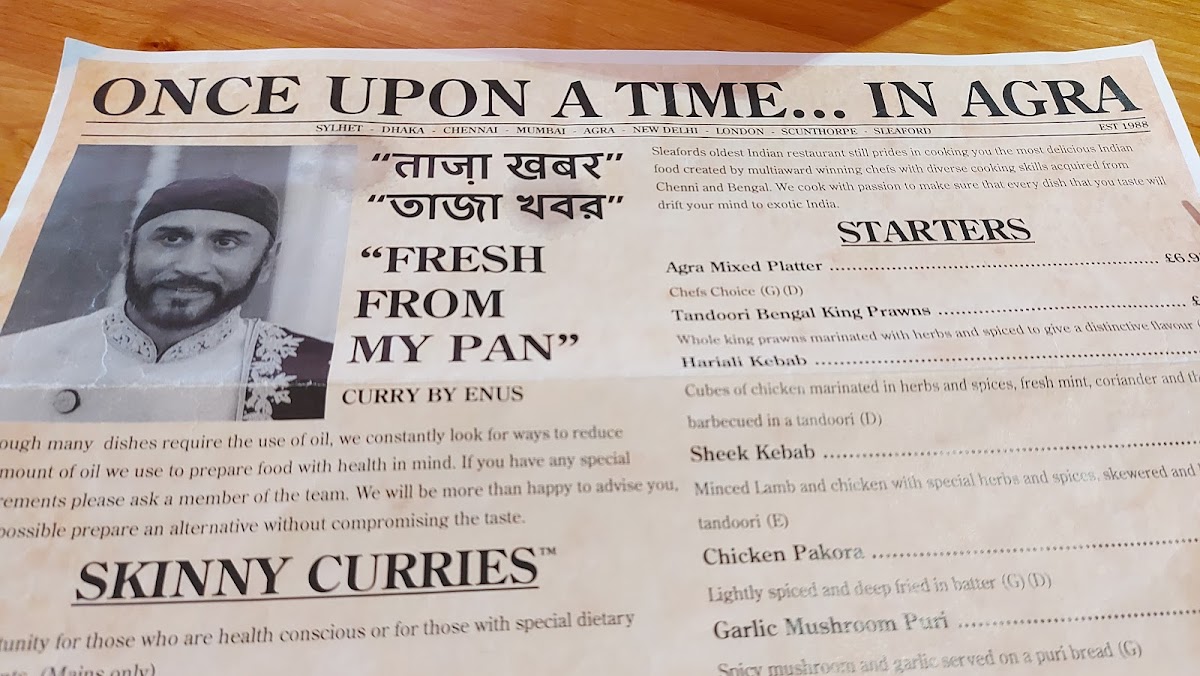 ONCE UPON A TIME... IN AGRA
SYLHET - DHAKA - CHENNAI - MUMBAI - AGRA - NEW DELHI - LONDON - SCUNTHORPE - SLEAFORD
EST 1988
“ताज़ा खबर”
“তাজা খবর”
“FRESH
FROM
MY PAN”
CURRY BY ENUS
many dishes require the use of oil, we constantly look for ways to reduce
of oil we use to prepare food with health in mind. If you have any special
please ask a member of the team. We will be more than happy to advise you,
possible prepare an alternative without compromising the taste.
SKINNY CURRIES™
for those who are health conscious or for those with special dietary
(Mains only)
Sleafords oldest Indian restaurant still prides in cooking you the most delicious Indian
food created by multiaward winning chefs with diverse cooking skills acquired from
Chenni and Bengal. We cook with passion to make sure that every dish that you taste will
drift your mind to exotic India.
STARTERS
Agra Mixed Platter
Chefs Choice (G) (D)
Tandoori Bengal King Prawns
Whole king prawns marinated with herbs and spiced to give a distinctive flavour
Hariali Kebab
Cubes of chicken marinated in herbs and spices, fresh mint, coriander and
barbecued in a tandoori (D)
Sheek Kebab
Minced Lamb and chicken with special herbs and spices, skewered and
tandoori (E)
Chicken Pakora
Lightly spiced and deep fried in batter (G) (D)
Garlic Mushroom Puri
Spicy mushroom and garlic served on a puri bread (G)